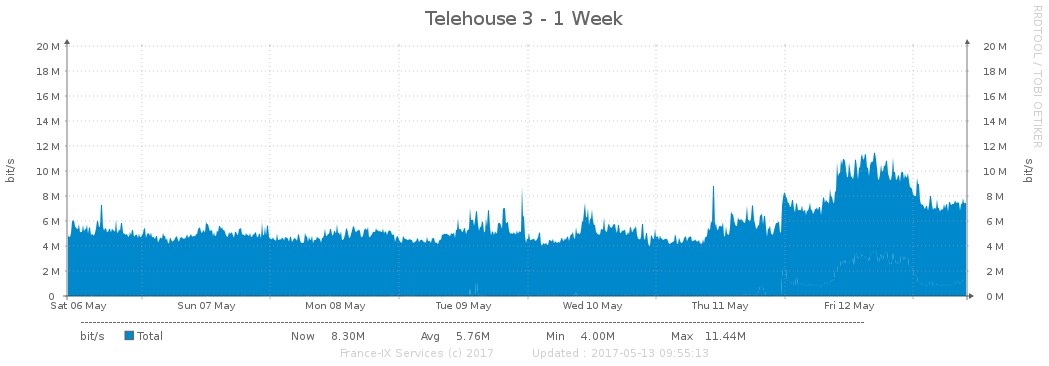 Telehouse 3 - 1 Week
RRDTOOL / TOBI OETIKER
bit/s
20 M
18 M
16 M
14 M
12 M
10 M
8 M
6 M
4 M
2 M
0
20 M
18 M
16 M
14 M
12 M
10 M
8 M
6 M
4 M
2 M
0 M
bit/s
Sat 06 May Sun 07 May Mon 08 May Tue 09 May Wed 10 May Thu 11 May Fri 12 May
bit/s Total Now 8.30M Avg 5.76M Min 4.00M Max 11.44M
France-IX Services (c) 2017 Updated : 2017-05-13 09:55:13